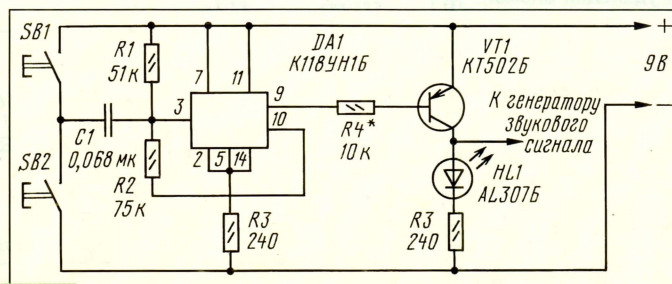 SB1
R1
51к
DA1
К118УН1Б
VT1
КТ502Б
+
9В
–
7
11
3
9
10
К генератору
звукового
сигнала
C1
0,068 мк
R4*
10 к
2
5
14
SB2
R2
75к
R3
240
HL1
АЛ307Б
R3
240